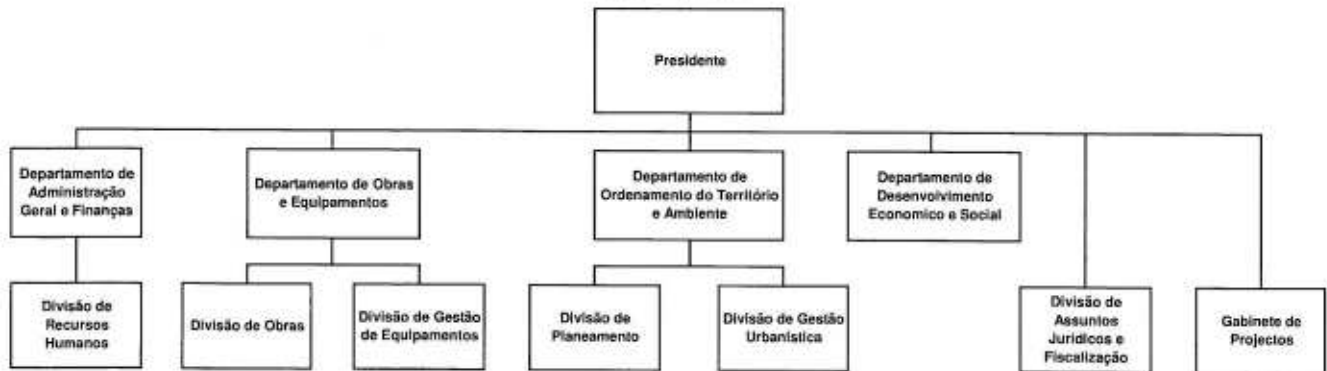 Presidente
Departamento de
Administração
Geral e Finanças
Departamento de Obras
e Equipamentos
Departamento de
Ordenamento do Território
e Ambiente
Departamento de
Desenvolvimento
Economico e Social
Divisão de
Recursos
Humanos
Divisão de Obras
Divisão de Gestão
de Equipamentos
Divisão de
Planeamento
Divisão de Gestão
Urbanística
Divisão de
Assuntos
Jurídicos e
Fiscalização
Gabinete de
Projectos